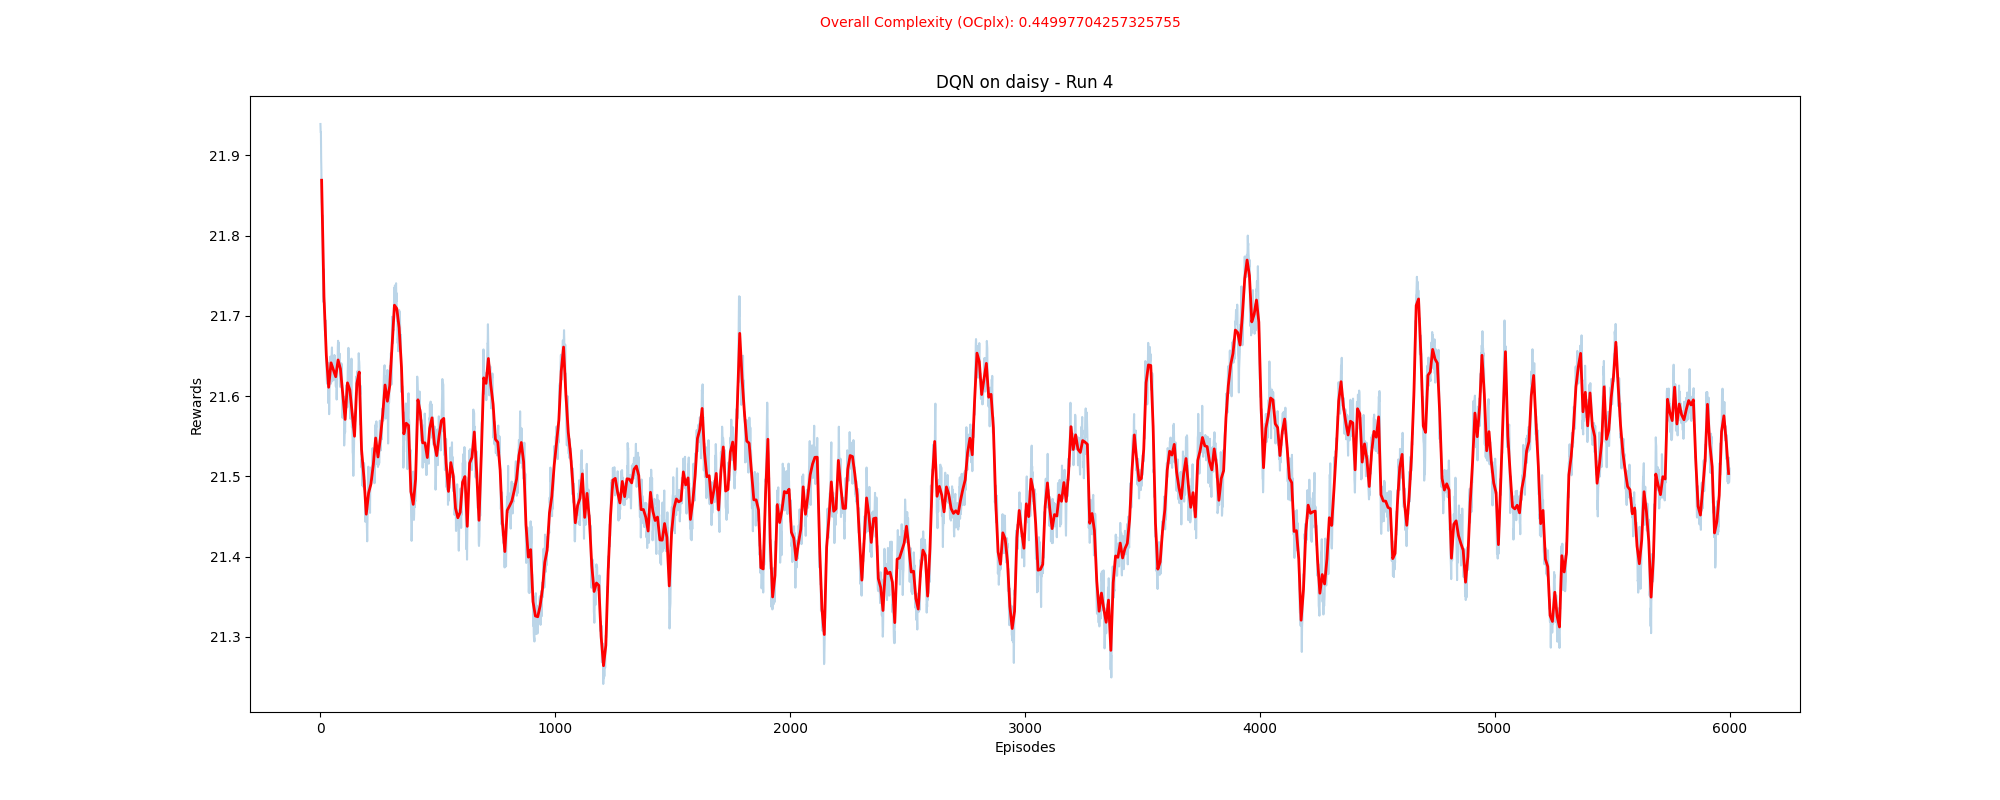 Overall Complexity (OCplx): 0.44997704257325755
DQN on daisy - Run 4
21.9
21.8
21.7
21.6
21.5
21.4
21.3
Rewards
0 1000 2000 3000 4000 5000 6000
Episodes